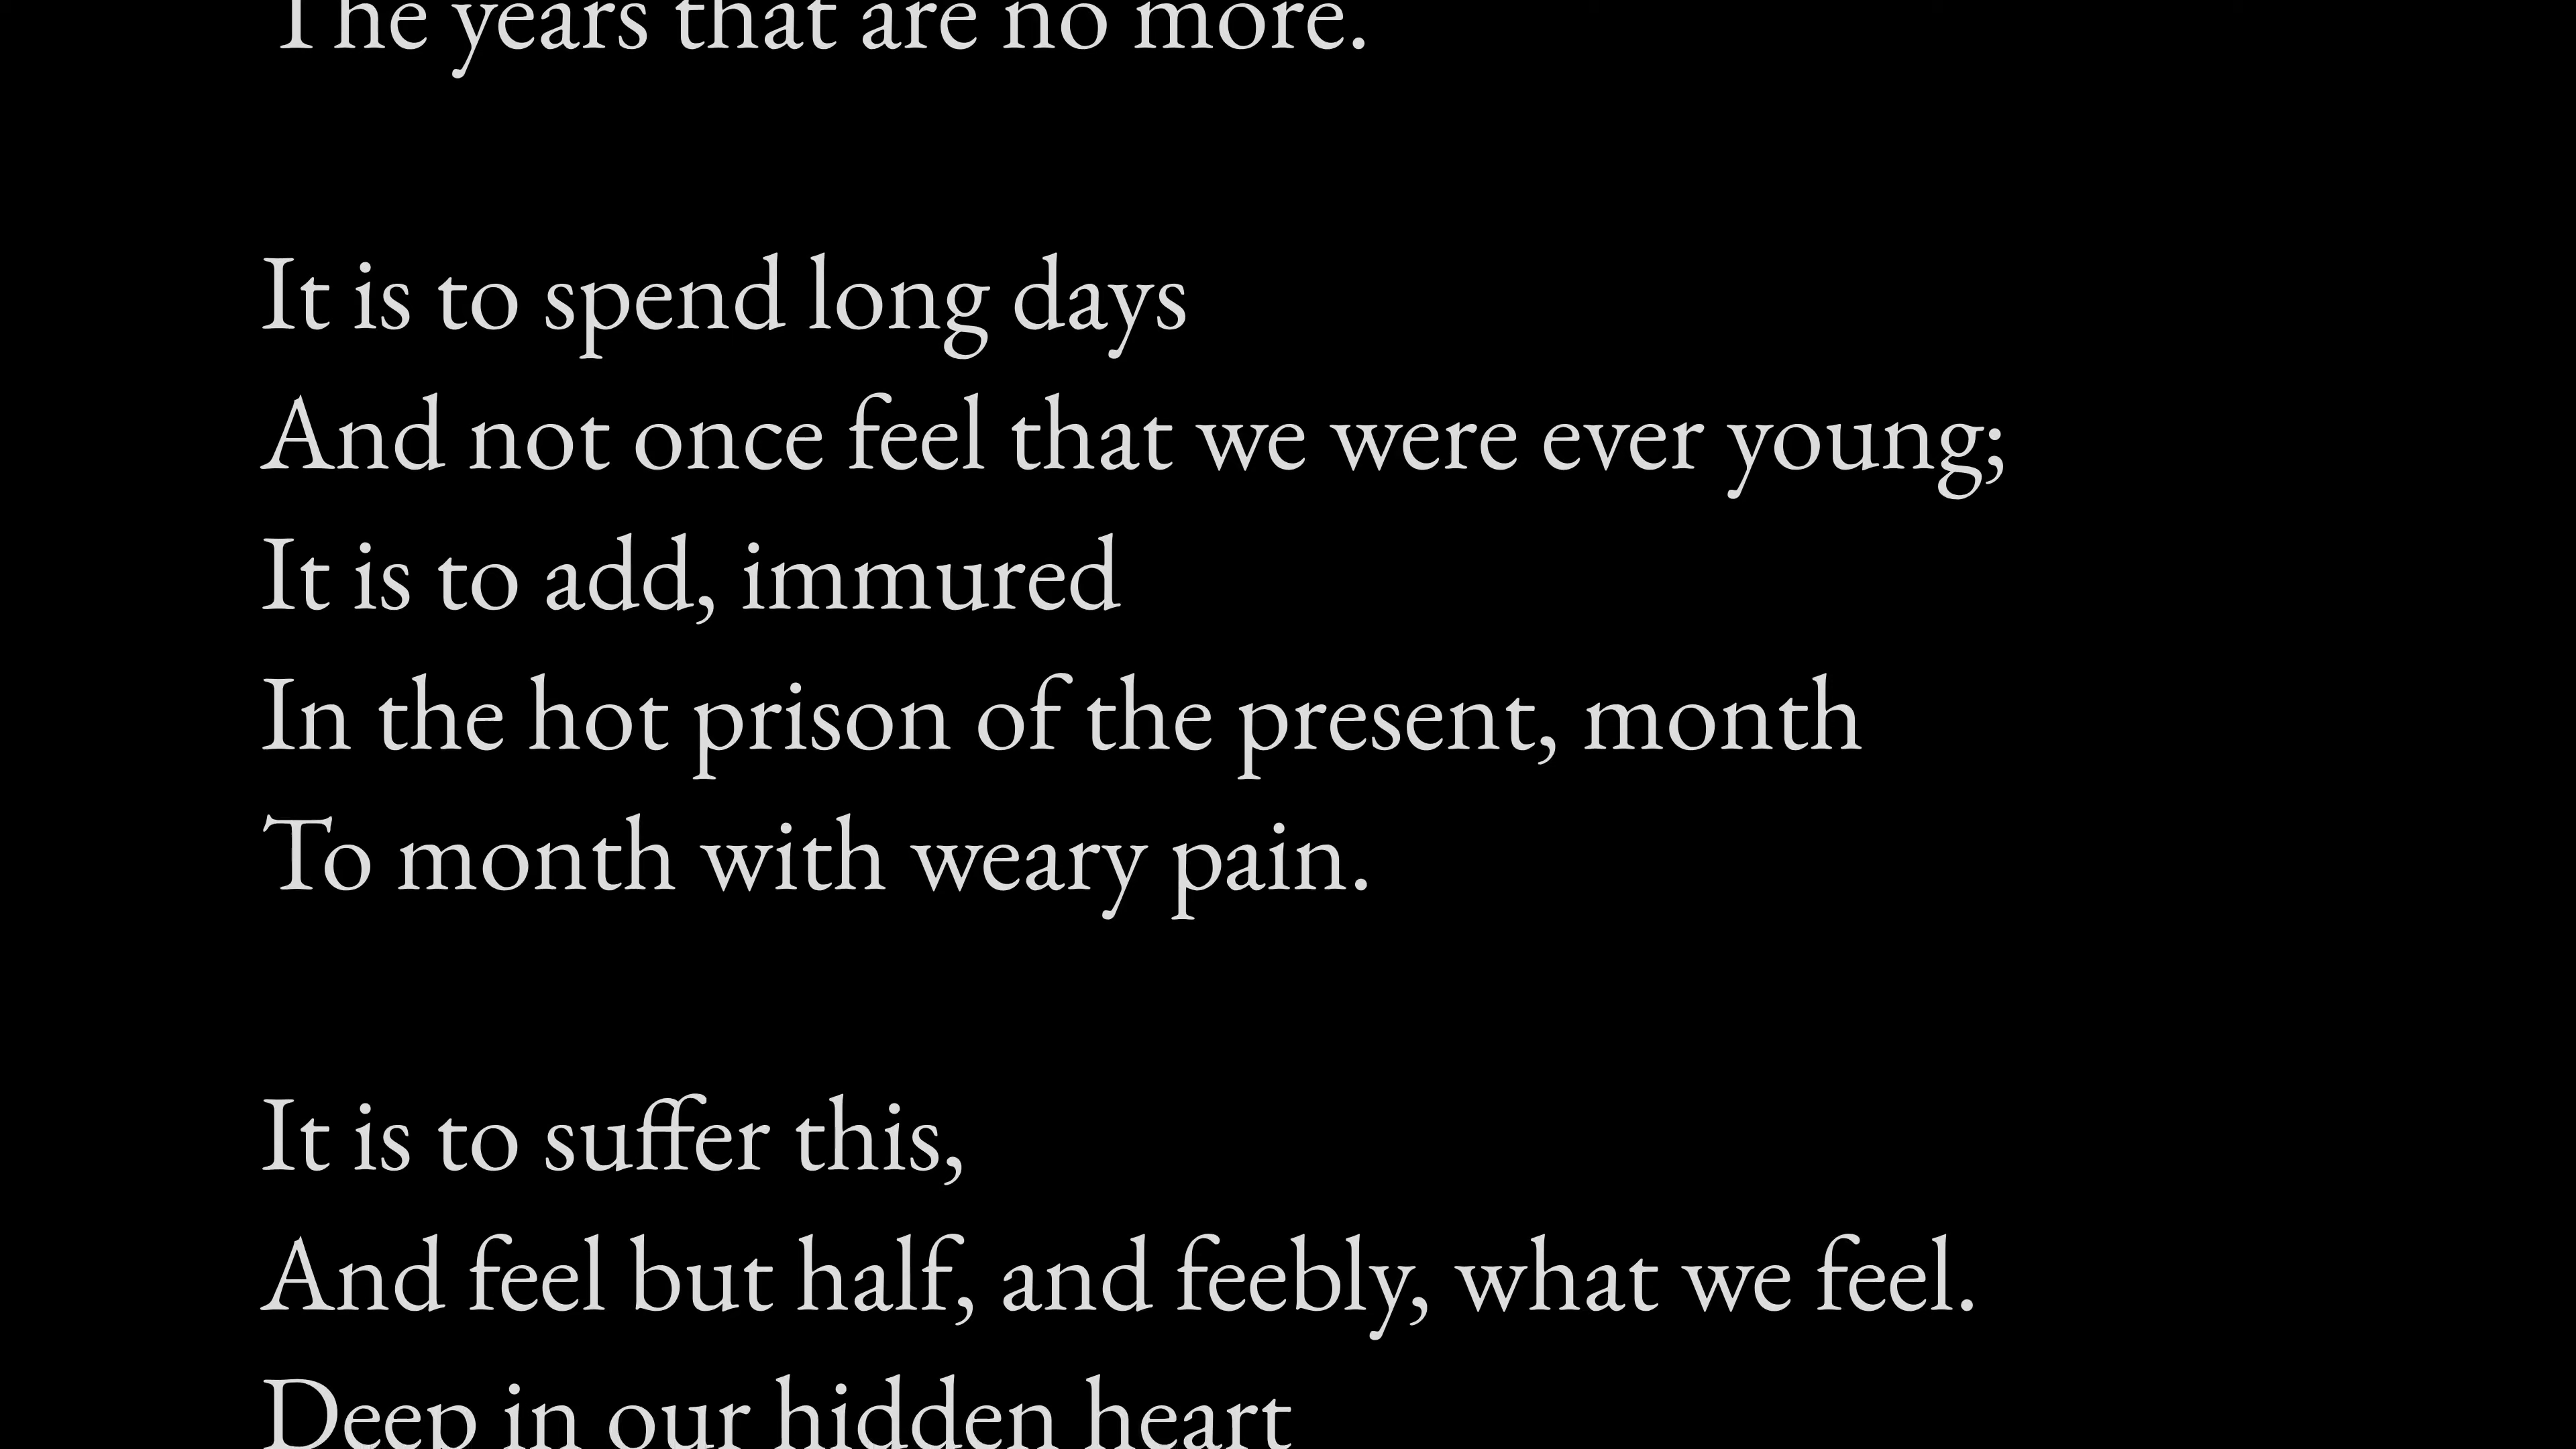 The years that are no more.
It is to spend long days
And not once feel that we were ever young;
It is to add, immured
In the hot prison of the present, month
To month with weary pain.
It is to suffer this,
And feel but half, and feebly, what we feel.
Deep in our hidden heart